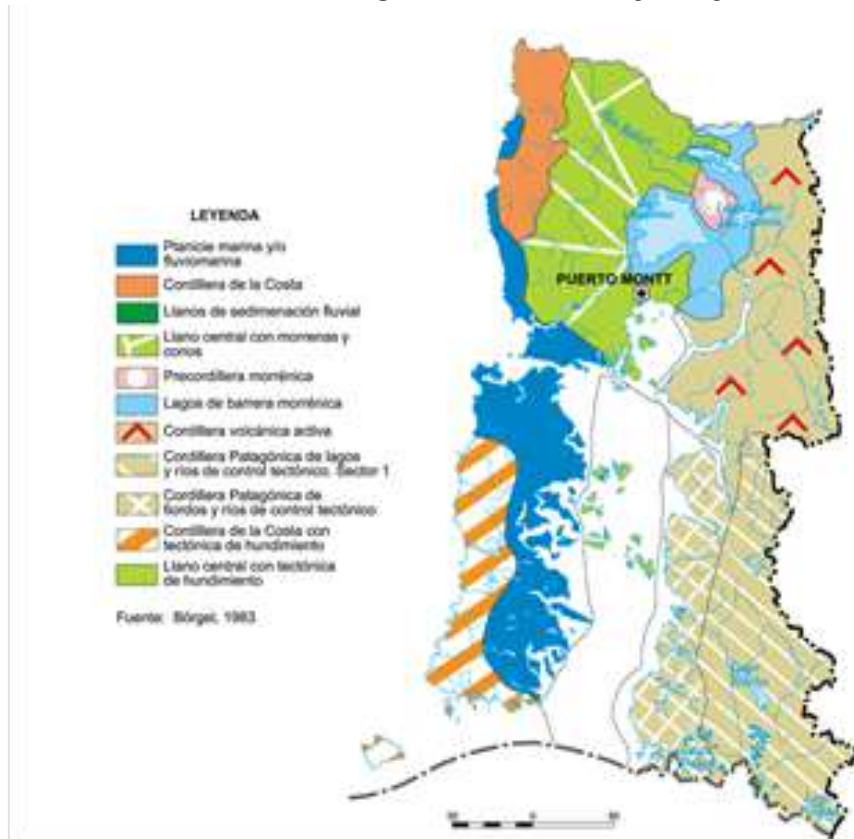 LEYENDA
Planicie marina y/o
fluviomarina
Cordillera de la Costa
Llanos de sedimenación fluvial
Llano central con morrenas y
conos
Precordillera morrénica
Lagos de barrera morrénica
Cordillera volcánica activa
Cordillera Patagónica de lagos
y ríos de control tectónico. Sector 1
Cordillera Patagónica de
fiordos y ríos de control tectónico
Cordillera de la Costa con
tectónica de hundimiento
Llano central con tectónica
de hundimiento
Fuente: Börgel, 1983
PUERTO MONTT
0